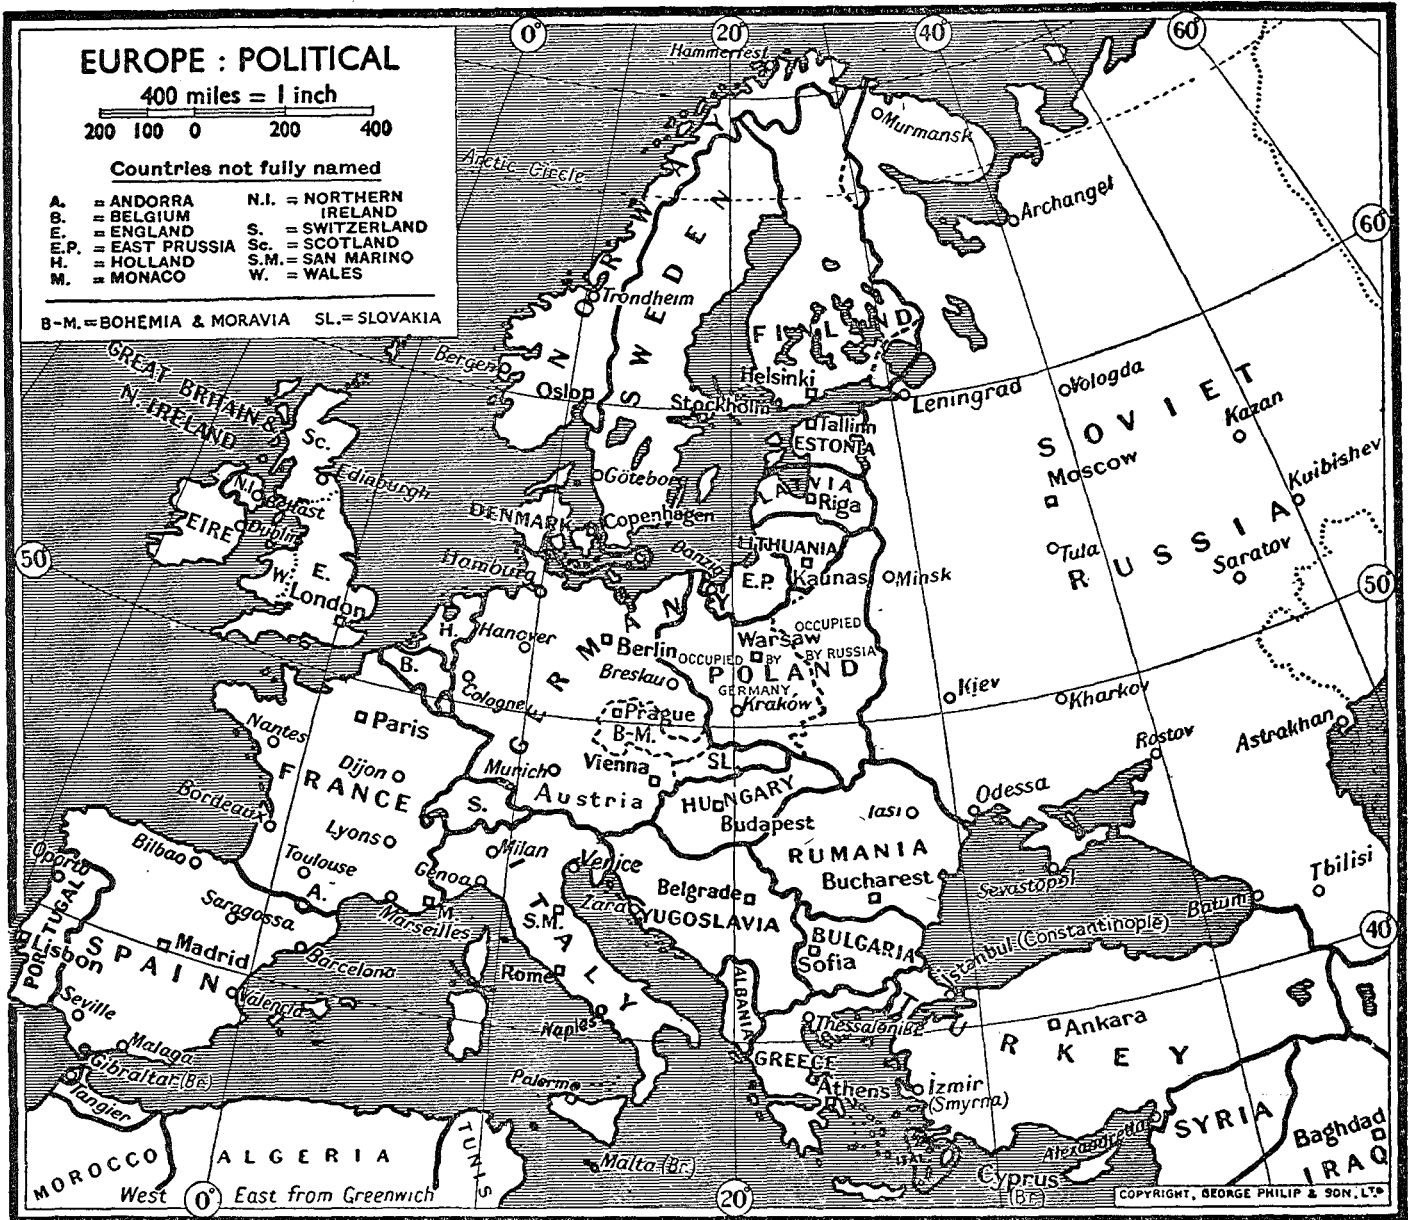 EUROPE : POLITICAL
400 miles = 1 inch
200 100 0 200 400
Countries not fully named
A. = ANDORRA
B. = BELGIUM
E. = ENGLAND
E.P. = EAST PRUSSIA
H. = HOLLAND
M. = MONACO
N.I. = NORTHERN
IRELAND
S. = SWITZERLAND
Sc. = SCOTLAND
S.M. = SAN MARINO
W. = WALES
B-M. = BOHEMIA & MORAVIA SL. = SLOVAKIA
0°
20°
40°
60°
Hammerfest
Murmansk
Arctic Circle
Archangel
60°
NORWAY
SWEDEN
FINLAND
Trondheim
Bergen
Oslo
Stockholm
Helsinki
Leningrad
Vologda
SOVIET
RUSSIA
Kazan
Moscow
Kuibishev
Tula
Saratov
GREAT BRITAIN &
N. IRELAND
Sc.
Edinburgh
N.I.
Belfast
EIRE
Dublin
E.
W.
London
Göteborg
DENMARK
Copenhagen
Tallinn
ESTONIA
LATVIA
Riga
LITHUANIA
Kaunas
Minsk
Danzig
E.P.
50°
50°
Hamburg
H.
Hanover
GERMANY
Berlin
Breslau
B.
Cologne
Warsaw
OCCUPIED
BY RUSSIA
OCCUPIED BY
POLAND
GERMANY
Kraków
Kiev
Kharkov
Rostov
Astrakhan
Paris
Nantes
Prague
B-M.
Dijon
FRANCE
Munich
Vienna
Austria
SL.
HUNGARY
Budapest
Iasi
Odessa
Bordeaux
S.
Lyons
Milan
Venice
RUMANIA
Bucharest
Sevastopol
Tbilisi
Batum
Oporto
Bilbao
Toulouse
A.
Genoa
Zara
Belgrade
YUGOSLAVIA
PORTUGAL
Lisbon
SPAIN
Saragossa
Madrid
Marseilles
M.
ITALY
S.M.
Rome
BULGARIA
Sofia
Istanbul (Constantinople)
40°
Barcelona
Valencia
Seville
Malaga
Gibraltar (Br.)
Tangier
Naples
Palermo
ALBANIA
Thessalonike
GREECE
Athens
TURKEY
Ankara
Izmir
(Smyrna)
MOROCCO
ALGERIA
TUNIS
Malta (Br.)
Cyprus
(Br.)
Alexandretta
SYRIA
Baghdad
IRAQ
West 0° East from Greenwich
20°
COPYRIGHT, GEORGE PHILIP & SON, LTD